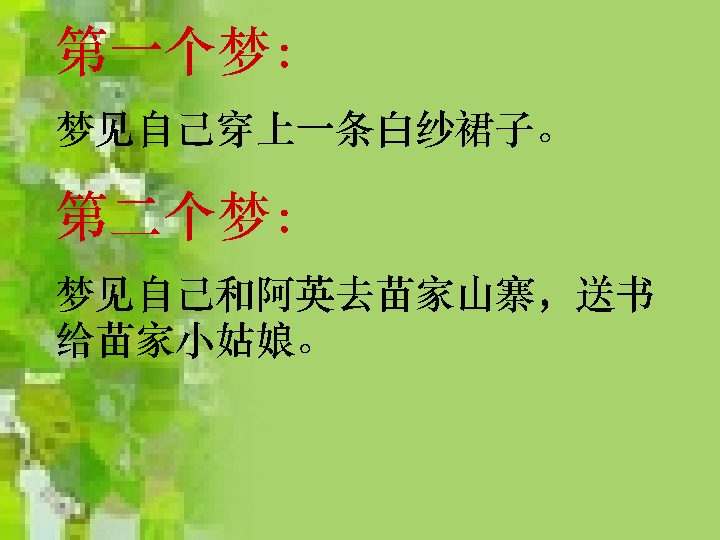 第一个梦：
梦见自己穿上一条白纱裙子。
第二个梦：
梦见自己和阿英去苗家山寨，送书
给苗家小姑娘。